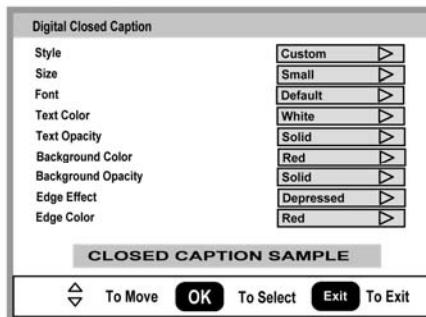 Digital Closed Caption
Style Custom
Size Small
Font Default
Text Color White
Text Opacity Solid
Background Color Red
Background Opacity Solid
Edge Effect Depressed
Edge Color Red
CLOSED CAPTION SAMPLE
To Move OK To Select Exit To Exit